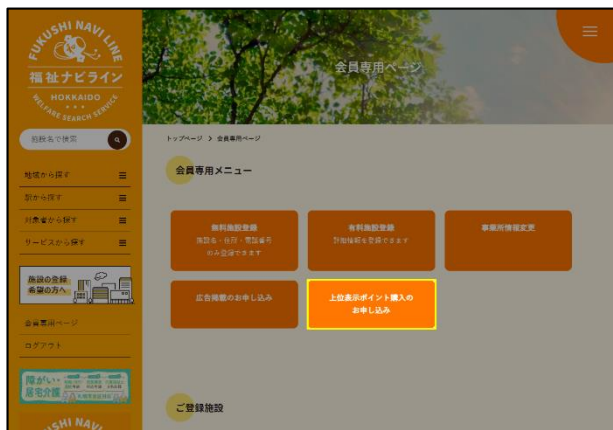 FUKUSHI NAVI LINE
福祉ナビライン
HOKKAIDO
WELFARE SEARCH SERVICE
施設名で検索
地域から探す
駅から探す
対象者から探す
サービスから探す
施設の登録
希望の方へ
会員専用ページ
ログアウト
障がい・
居宅介護
FUKUSHI NAVI
会員専用ページ
トップページ > 会員専用ページ
会員専用メニュー
無料施設登録
施設名・住所・電話番号
のみ登録できます
有料施設登録
詳細情報を登録できます
事業所情報変更
広告掲載のお申し込み
上位表示ポイント購入の
お申し込み
ご登録施設